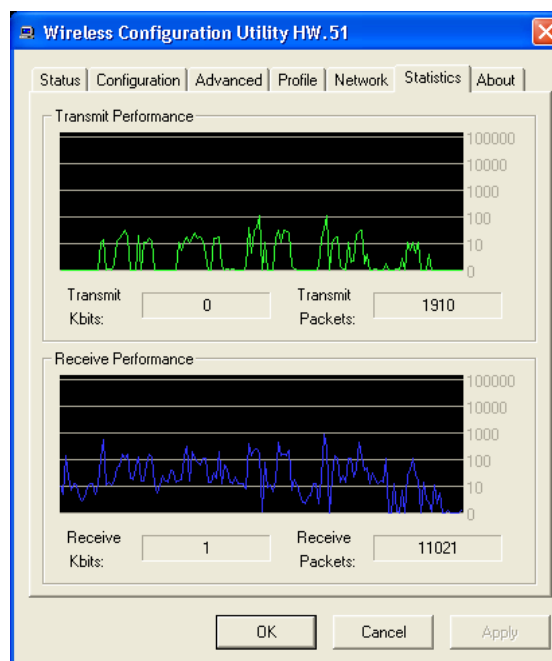 Wireless Configuration Utility HW.51
Status Configuration Advanced Profile Network Statistics About
Transmit Performance
100000
10000
1000
100
10
0
Transmit Kbits: 0 Transmit Packets: 1910
Receive Performance
100000
10000
1000
100
10
0
Receive Kbits: 1 Receive Packets: 11021
OK Cancel Apply